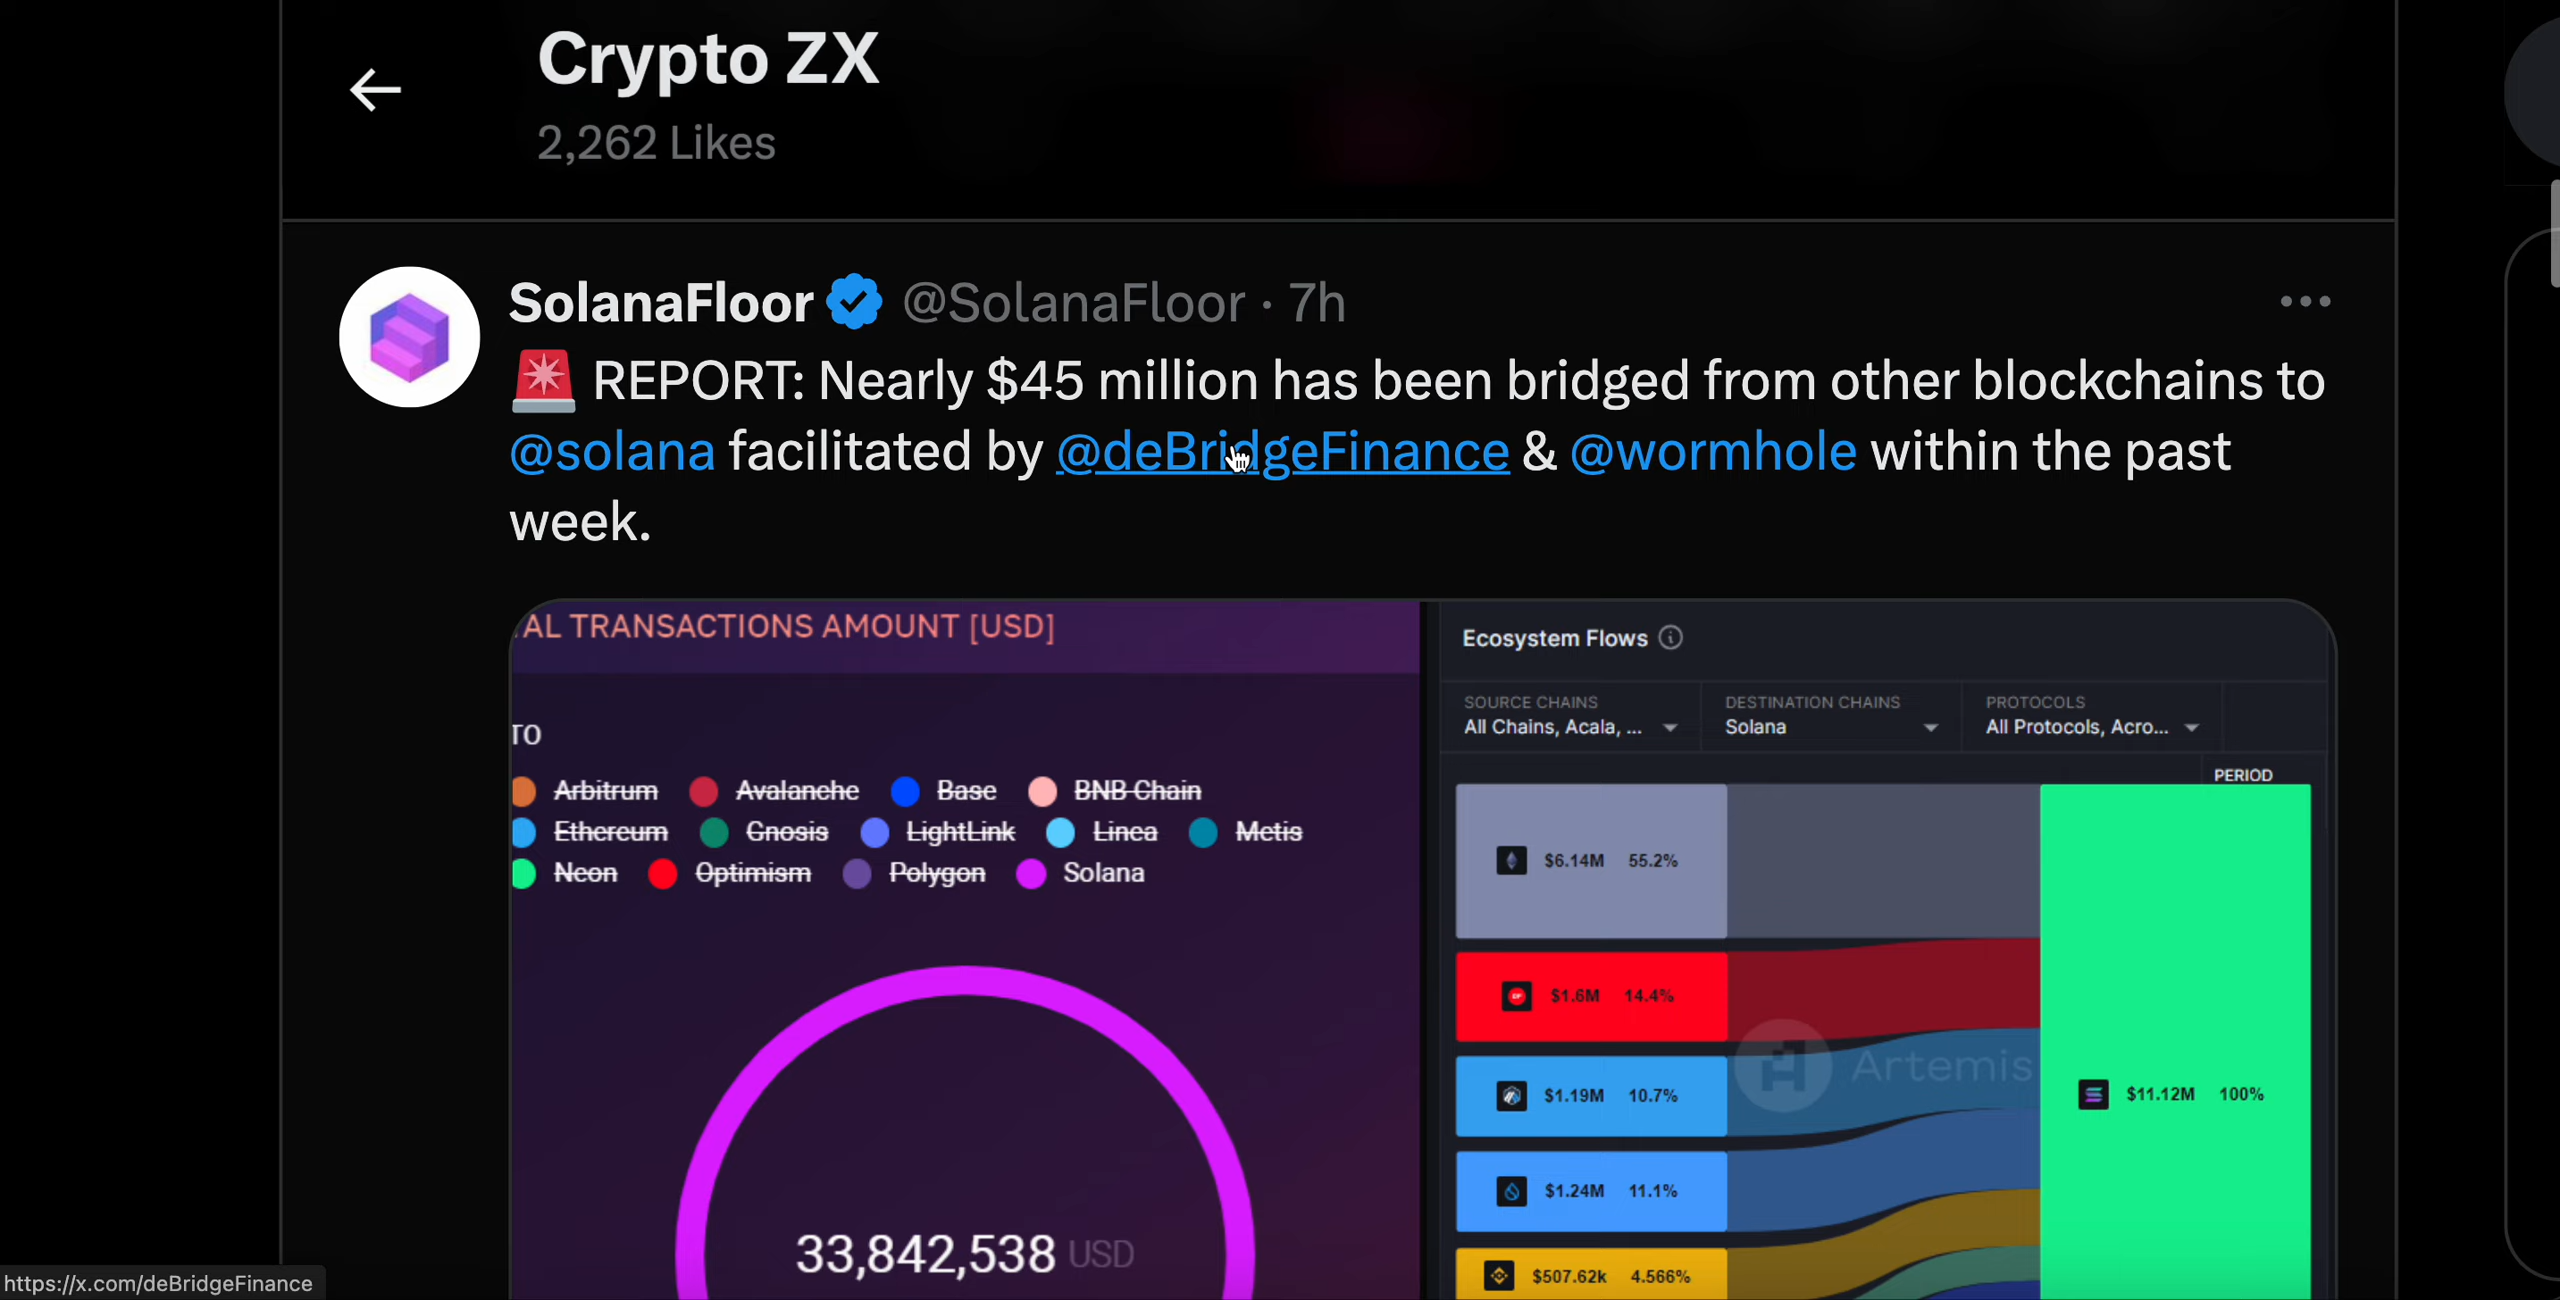 Crypto ZX
2,262 Likes
SolanaFloor @SolanaFloor · 7h
🚨 REPORT: Nearly $45 million has been bridged from other blockchains to
@solana facilitated by @deBridgeFinance & @wormhole within the past
week.
AL TRANSACTIONS AMOUNT [USD]
TO
Arbitrum Avalanche Base BNB Chain
Ethereum Gnosis LightLink Linea Metis
Neon Optimism Polygon Solana
33,842,538 USD
Ecosystem Flows
SOURCE CHAINS DESTINATION CHAINS PROTOCOLS
All Chains, Acala, ... Solana All Protocols, Acro...
PERIOD
$6.14M 55.2%
$1.6M 14.4%
$1.19M 10.7%
$1.24M 11.1%
$507.62k 4.566%
Artemis
$11.12M 100%
https://x.com/deBridgeFinance